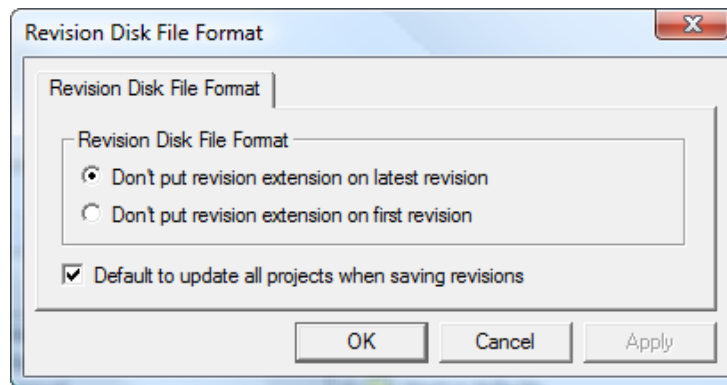 Revision Disk File Format
Revision Disk File Format
Revision Disk File Format
Don't put revision extension on latest revision
Don't put revision extension on first revision
Default to update all projects when saving revisions
OK Cancel Apply